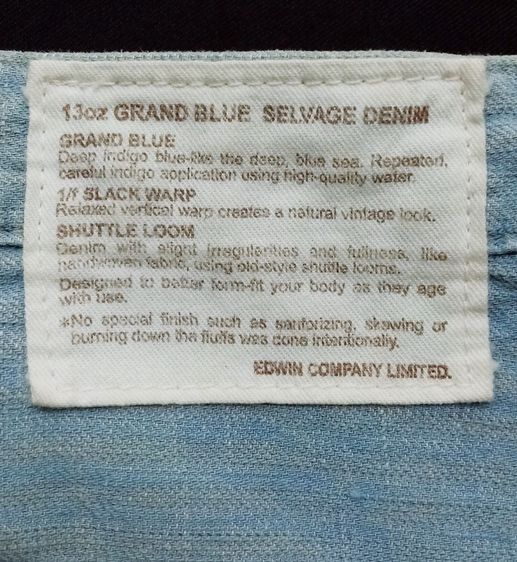 13oz GRAND BLUE SELVAGE DENIM
GRAND BLUE
Deep indigo blue-like the deep, blue sea. Repeated,
careful indigo application using high-quality water.
1/f SLACK WARP
Relaxed vertical warp creates a natural vintage look.
SHUTTLE LOOM
Denim with slight irregularities and fullness, like
handwoven fabric, using old-style shuttle looms.
Designed to better form-fit your body as they age
with use.
*No special finish such as sanforizing, skewing or
burning down the fluffs was done intentionally.
EDWIN COMPANY LIMITED.